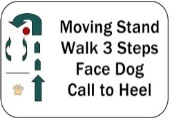 Moving Stand
Walk 3 Steps
Face Dog
Call to Heel